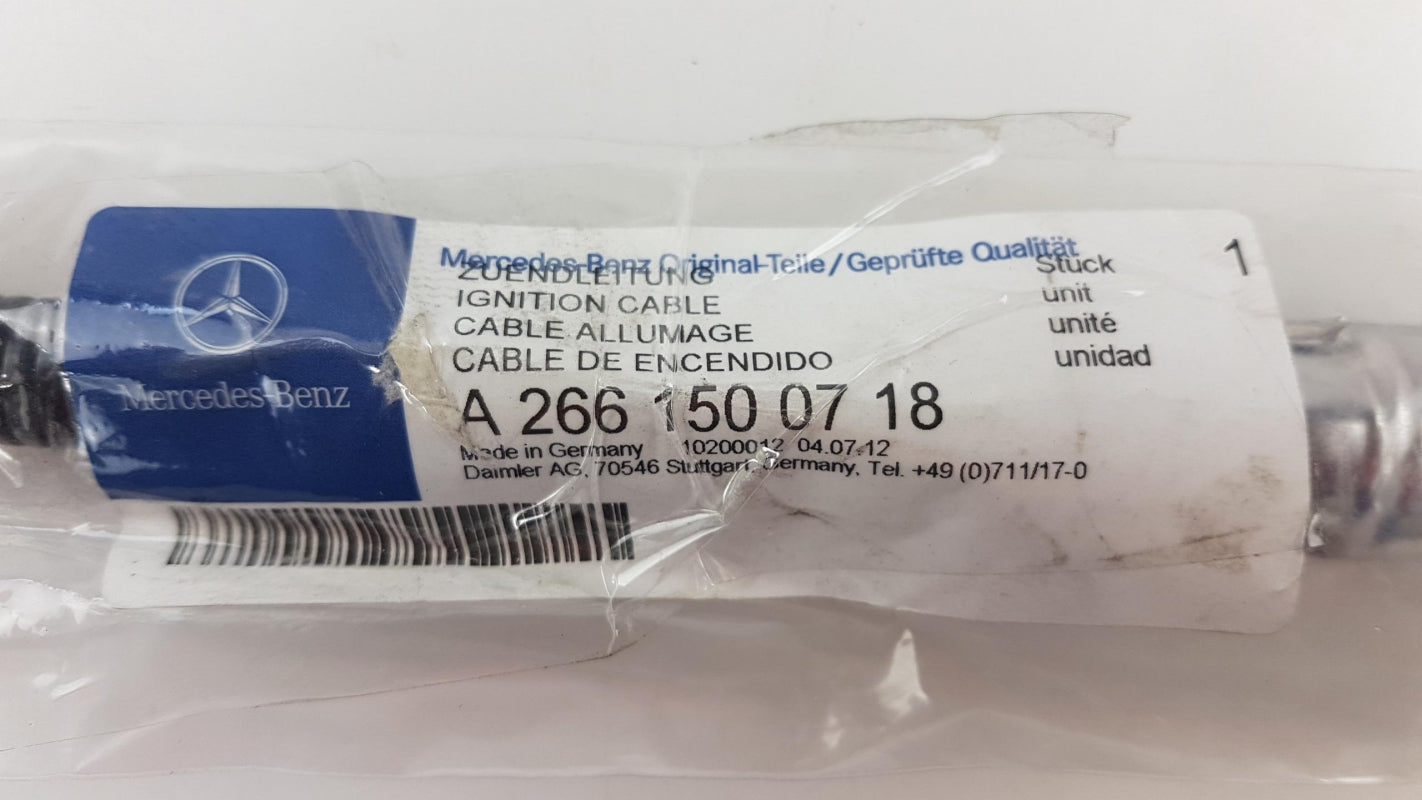 Mercedes-Benz
Mercedes-Benz Original-Teile/Geprüfte Qualität
ZUENDLEITUNG Stück 1
IGNITION CABLE unit
CABLE ALLUMAGE unité
CABLE DE ENCENDIDO unidad
A 266 150 07 18
Made in Germany 10200012 04.07.12
Daimler AG, 70546 Stuttgart, Germany, Tel. +49 (0)711/17-0